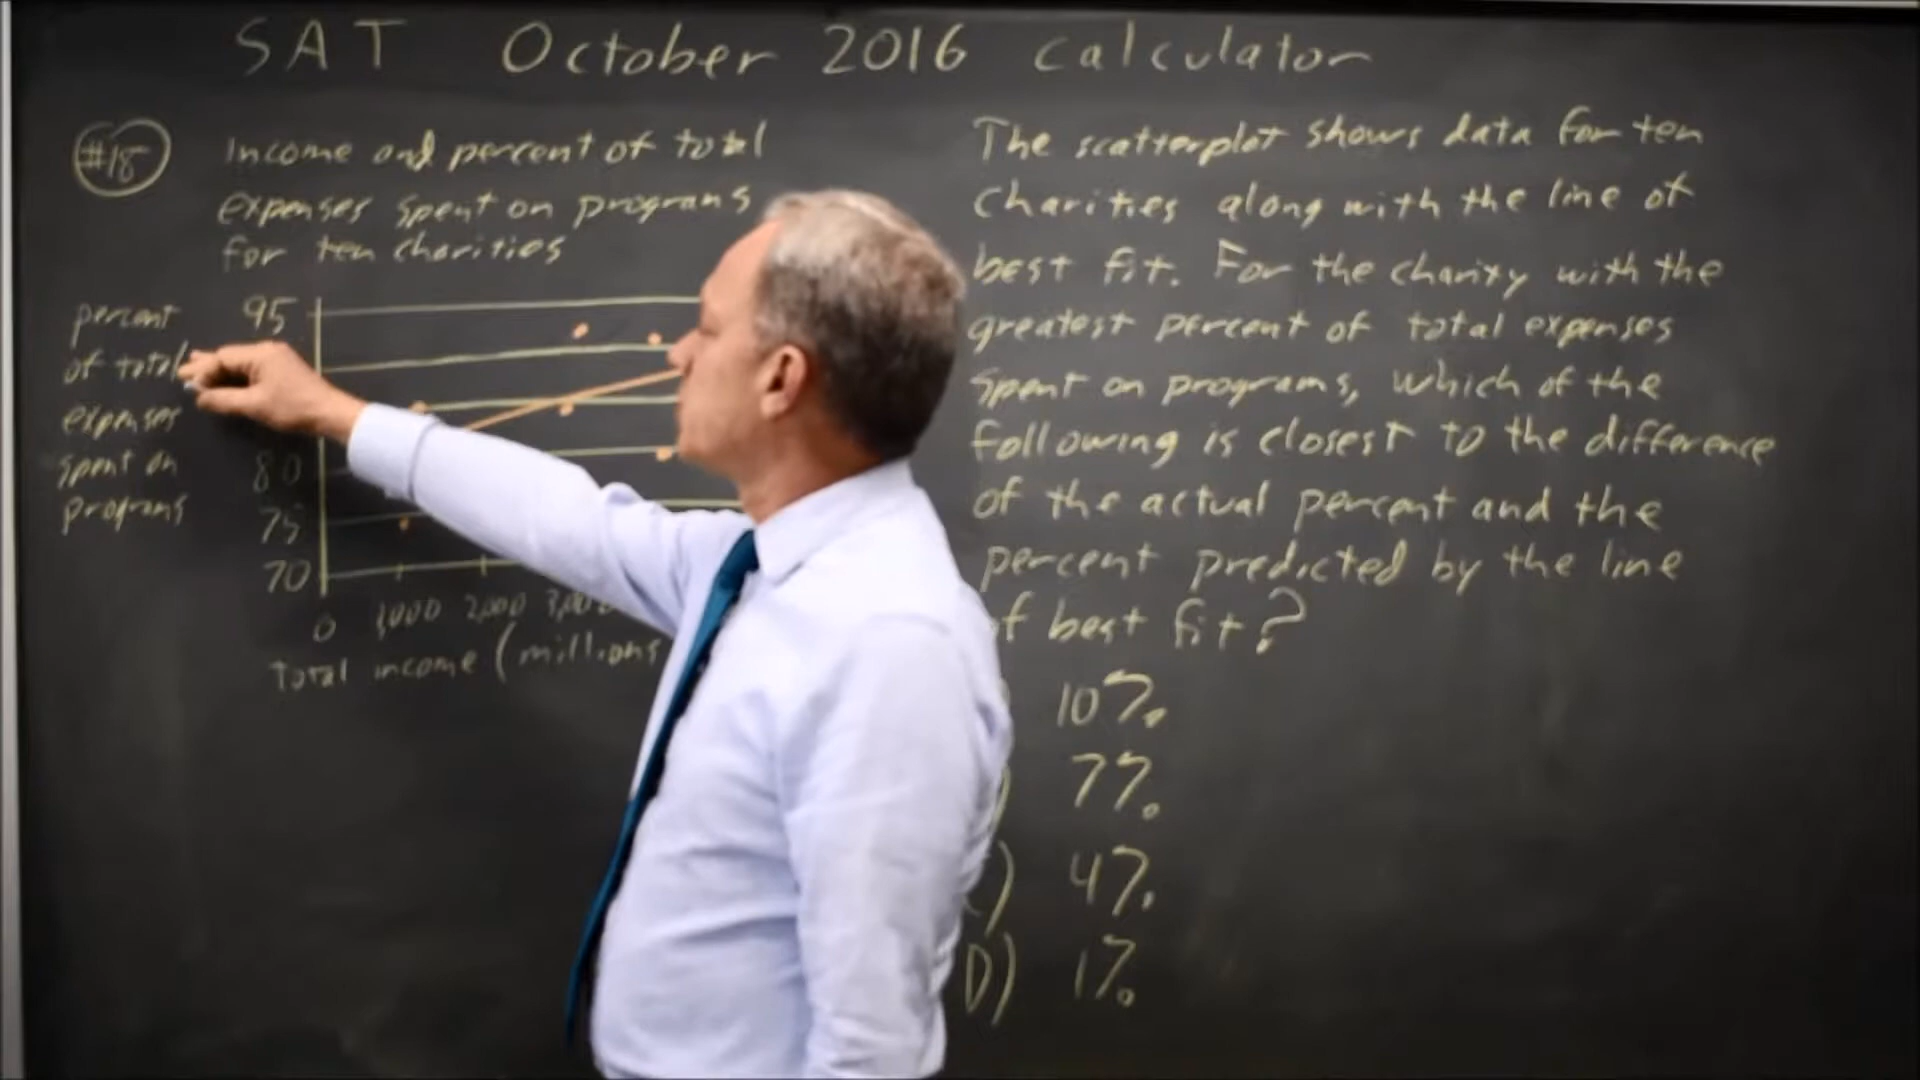 SAT October 2016 Calculator
#18
Income and percent of total
expenses spent on programs
for ten charities
percent
of total
expenses
spent on
programs
95
80
75
70
0 1,000 2,000
Total income (millions
The scatterplot shows data for ten
charities along with the line of
best fit. For the charity with the
greatest percent of total expenses
spent on programs, which of the
following is closest to the difference
of the actual percent and the
percent predicted by the line
of best fit?
10%
7%
) 4%
D) 1%